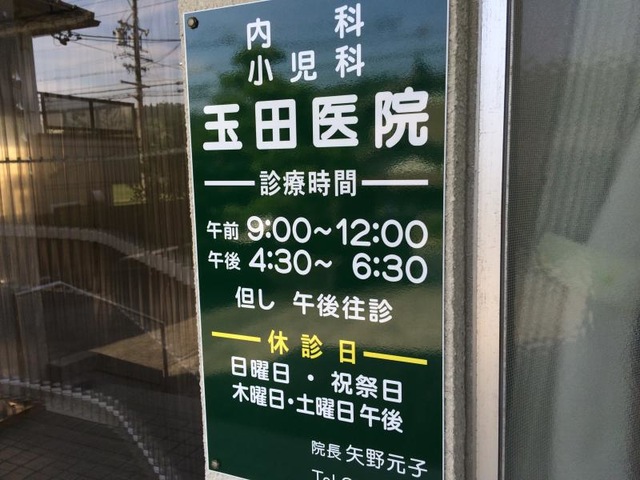 内 科
小 児 科
玉田医院
診療時間
午前 9:00〜12:00
午後 4:30〜 6:30
但し 午後往診
休 診 日
日曜日 ・ 祝祭日
木曜日・土曜日午後
院長 矢野元子